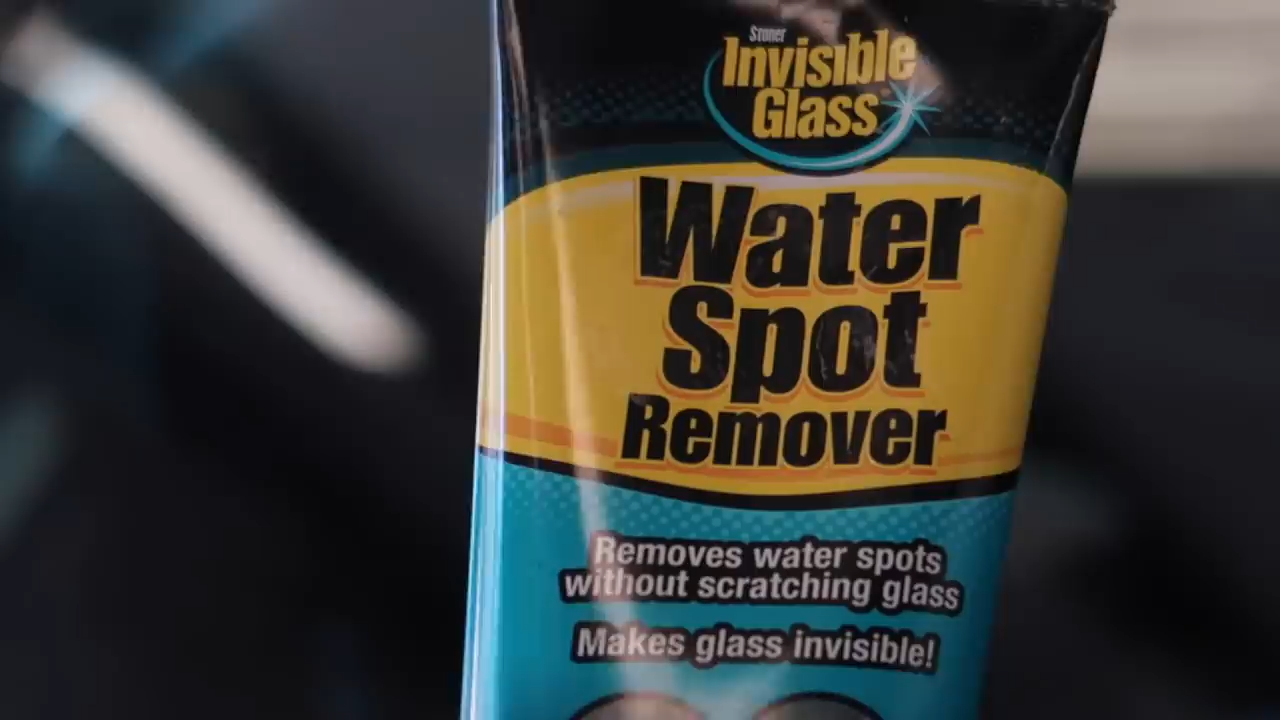 Stoner
Invisible
Glass
Water
Spot
Remover
Removes water spots
without scratching glass
Makes glass invisible!